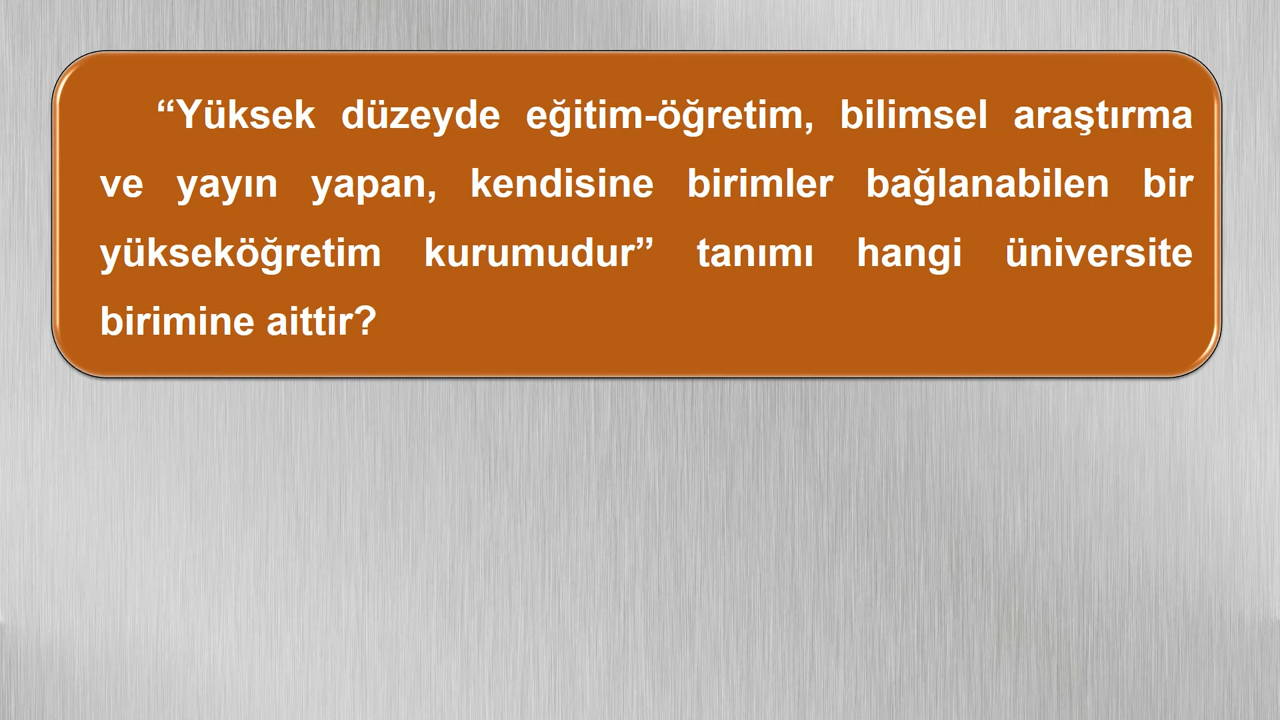 “Yüksek düzeyde eğitim-öğretim, bilimsel araştırma
ve yayın yapan, kendisine birimler bağlanabilen bir
yükseköğretim kurumudur” tanımı hangi üniversite
birimine aittir?